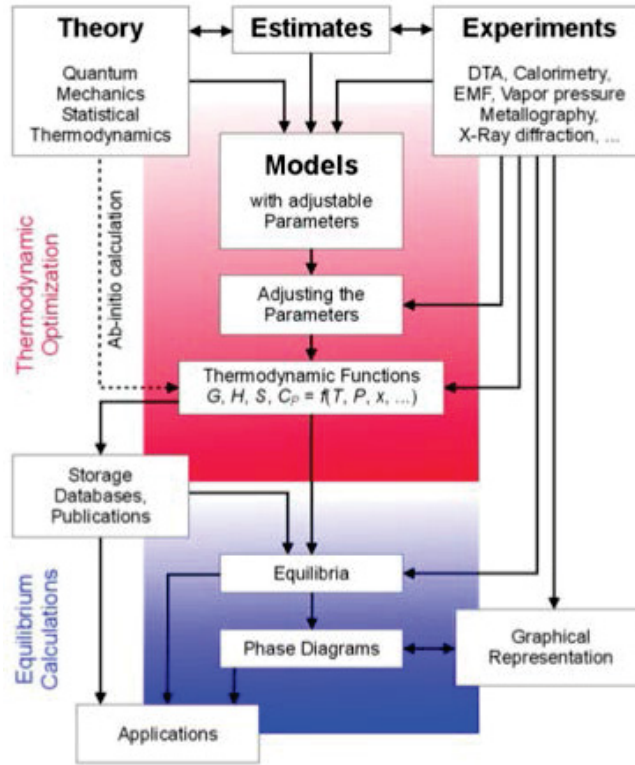 Theory
Quantum
Mechanics
Statistical
Thermodynamics
Estimates
Experiments
DTA, Calorimetry,
EMF, Vapor pressure
Metallography
X-Ray diffraction, ...
Models
with adjustable
Parameters
Adjusting the
Parameters
Thermodynamic Functions
G, H, S, Cₚ = f(T, P, x, ...)
Thermodynamic
Optimization
Ab-initio calculation
Storage
Databases,
Publications
Equilibria
Phase Diagrams
Graphical
Representation
Equilibrium
Calculations
Applications